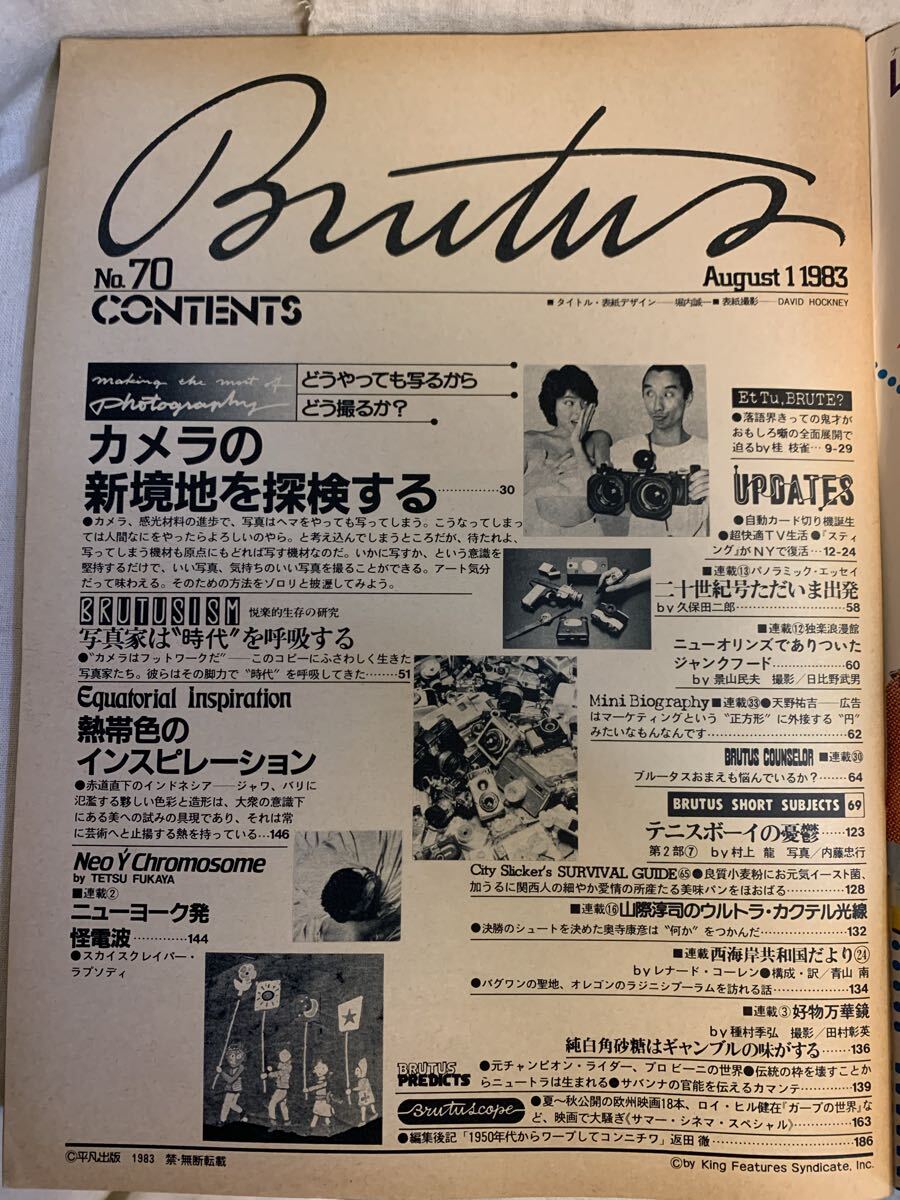 Brutus
No.70
August 1 1983
CONTENTS
■タイトル・表紙デザイン――堀内誠一■表紙撮影――DAVID HOCKNEY
making the most of
photography
どうやっても写るから
どう撮るか?
カメラの
新境地を探検する…………30
●カメラ、感光材料の進歩で、写真はヘマをやっても写ってしまう。こうなってしまっ
ては人間なにをやったらよろしいのやら。と考え込んでしまうところだが、待たれよ、
写ってしまう機材も原点にもどれば写す機材なのだ。いかに写すか、という意識を
堅持するだけで、いい写真、気持ちのいい写真を撮ることができる。アート気分
だって味わえる。そのための方法をゾロリと披瀝してみよう。
BRUTUSISM 悦楽的生存の研究
写真家は“時代”を呼吸する
●“カメラはフットワークだ”――このコピーにふさわしく生きた
写真家たち。彼らはその脚力で“時代”を呼吸してきた………51
Equatorial Inspiration
熱帯色の
インスピレーション
●赤道直下のインドネシア――ジャワ、バリに
氾濫する夥しい色彩と造形は、大衆の意識下
にある美への試みの具現であり、それは常
に芸術へと止揚する熱を持っている…146
Neo Y Chromosome
by TETSU FUKAYA
■連載②
ニューヨーク発
怪電波…………144
●スカイスクレイパー・
ラプソディ
Et Tu, BRUTE?
●落語界きっての鬼才が
おもしろ噺の全面展開で
迫るby桂 枝雀…9-29
UPDATES
●自動カード切り機誕生
●超快適TV生活●『スティ
ング』がNYで復活…12-24
■連載⑬パノラミック・エッセイ
二十世紀号ただいま出発
by久保田二郎…………58
■連載⑫独楽浪漫館
ニューオリンズでありついた
ジャンクフード…………60
by景山民夫 撮影/日比野武男
Mini Biography■連載㉝●天野祐吉――広告
はマーケティングという“正方形”に外接する“円”
みたいなもんなんです…………62
BRUTUS COUNSELOR ■連載㉚
ブルータスおまえも悩んでいるか?……64
BRUTUS SHORT SUBJECTS 69
テニスボーイの憂鬱……123
第2部⑦ by村上 龍 写真/内藤忠行
City Slicker's SURVIVAL GUIDE㊿●良質小麦粉にお元気イースト菌、
加うるに関西人の細やか愛情の所産たる美味パンをほおばる…………128
■連載⑯山際淳司のウルトラ・カクテル光線
●決勝のシュートを決めた奥寺康彦は“何か”をつかんだ…………132
■連載西海岸共和国だより㉔
byレナード・コーレン●構成・訳/青山 南
●バグワンの聖地、オレゴンのラジニシプーラムを訪れる話…………134
■連載③好物万華鏡
by種村季弘 撮影/田村彰英
純白角砂糖はギャンブルの味がする……136
BRUTUS PREDICTS
●元チャンピオン・ライダー、プロビーニの世界●伝統の枠を壊すことか
らニュートラは生まれる●サバンナの官能を伝えるカマンテ…………139
Brutuscope
●夏〜秋公開の欧州映画18本、ロイ・ヒル健在『ガープの世界』な
ど、映画で大騒ぎ《サマー・シネマ・スペシャル》…………163
●編集後記「1950年代からワープしてコンニチワ」返田 徹…………186
©平凡出版 1983 禁・無断転載
©by King Features Syndicate, Inc.